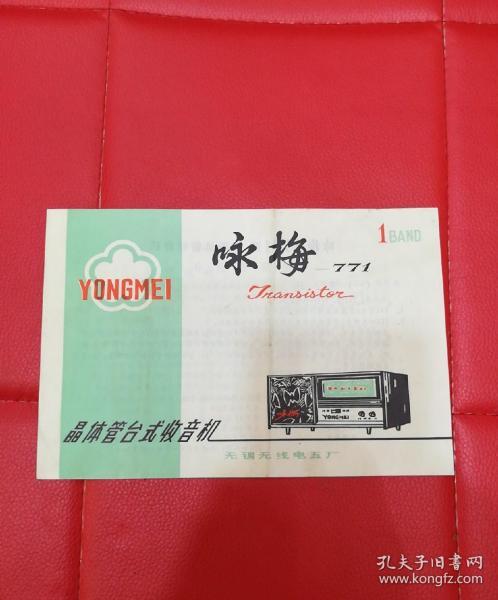 1 BAND
咏梅-771
YONGMEI
Transistor
YONGMEI
晶体管台式收音机
无锡无线电五厂
孔夫子旧书网
www.kongfz.com